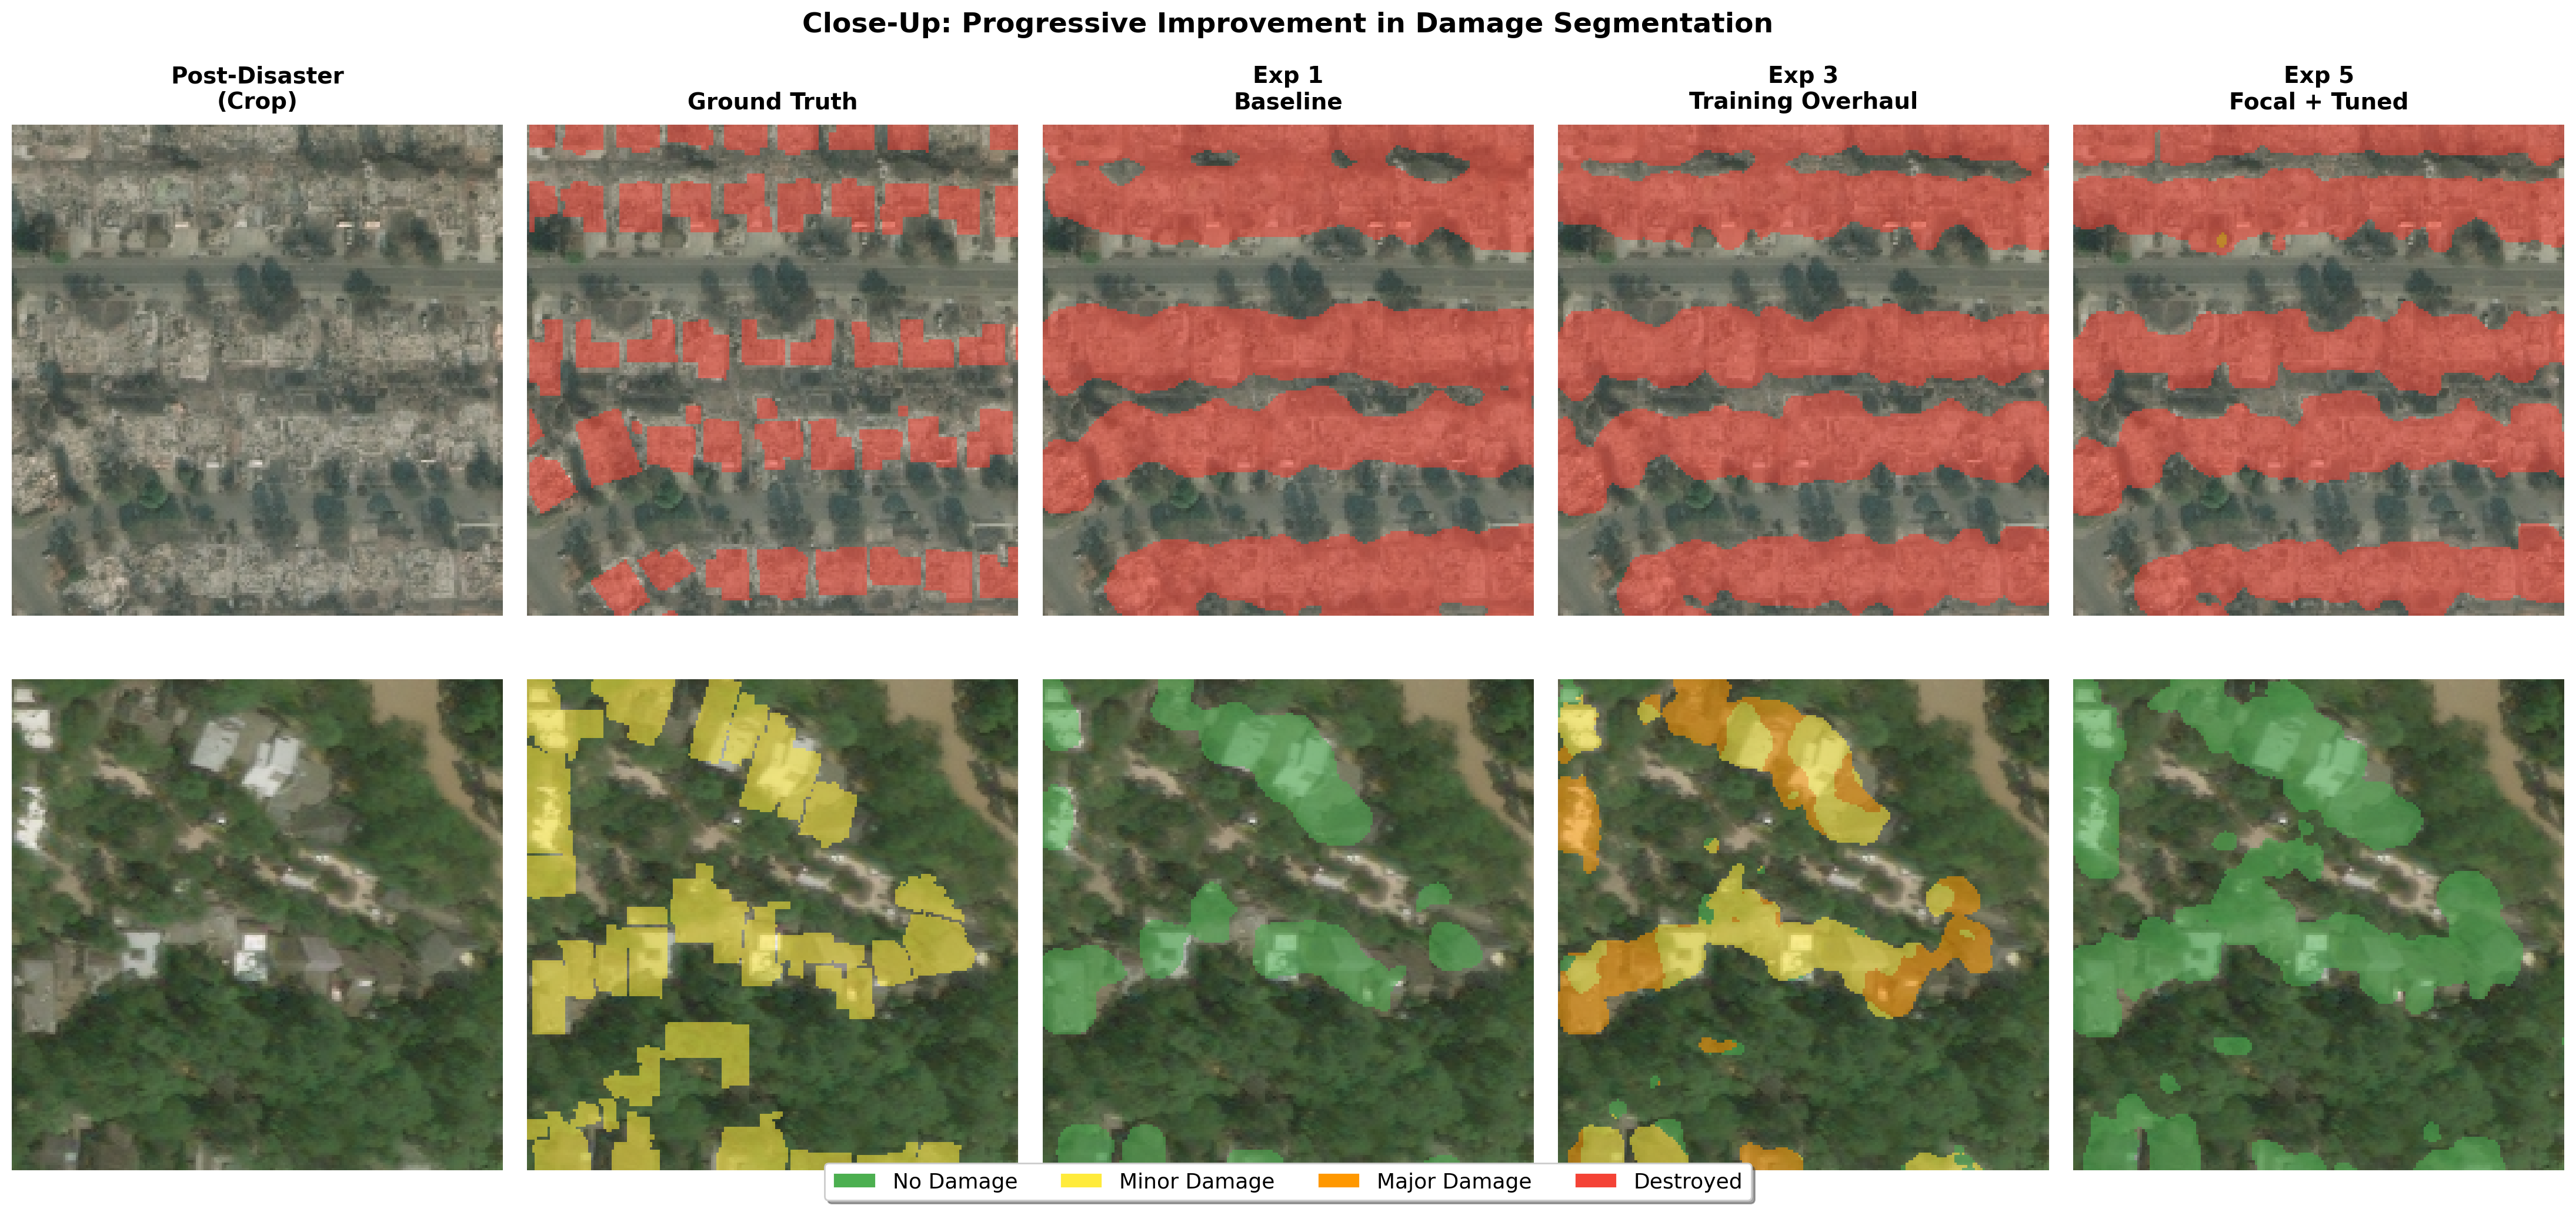 Close-Up: Progressive Improvement in Damage Segmentation
Post-Disaster
(Crop)
Ground Truth
Exp 1
Baseline
Exp 3
Training Overhaul
Exp 5
Focal + Tuned
No Damage
Minor Damage
Major Damage
Destroyed